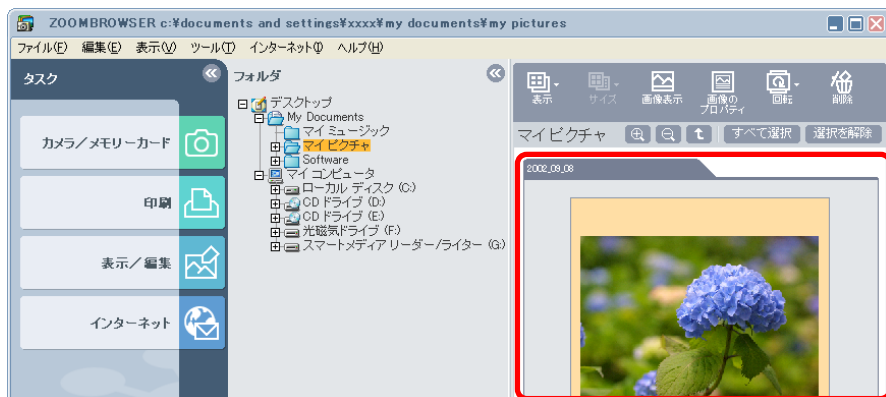 ZOOMBROWSER c:¥documents and settings¥xxxx¥my documents¥my pictures
ファイル(F) 編集(E) 表示(V) ツール(T) インターネット(I) ヘルプ(H)
タスク
カメラ／メモリーカード
印刷
表示／編集
インターネット
フォルダ
デスクトップ
My Documents
マイ ミュージック
マイ ピクチャ
Software
マイ コンピュータ
ローカル ディスク (C:)
CD ドライブ (D:)
CD ドライブ (E:)
光磁気ドライブ (F:)
スマートメディア リーダー/ライター (G:)
表示 サイズ 画像表示 画像の 回転 削除
プロパティ
マイ ピクチャ すべて選択 選択を解除
2002_09_08